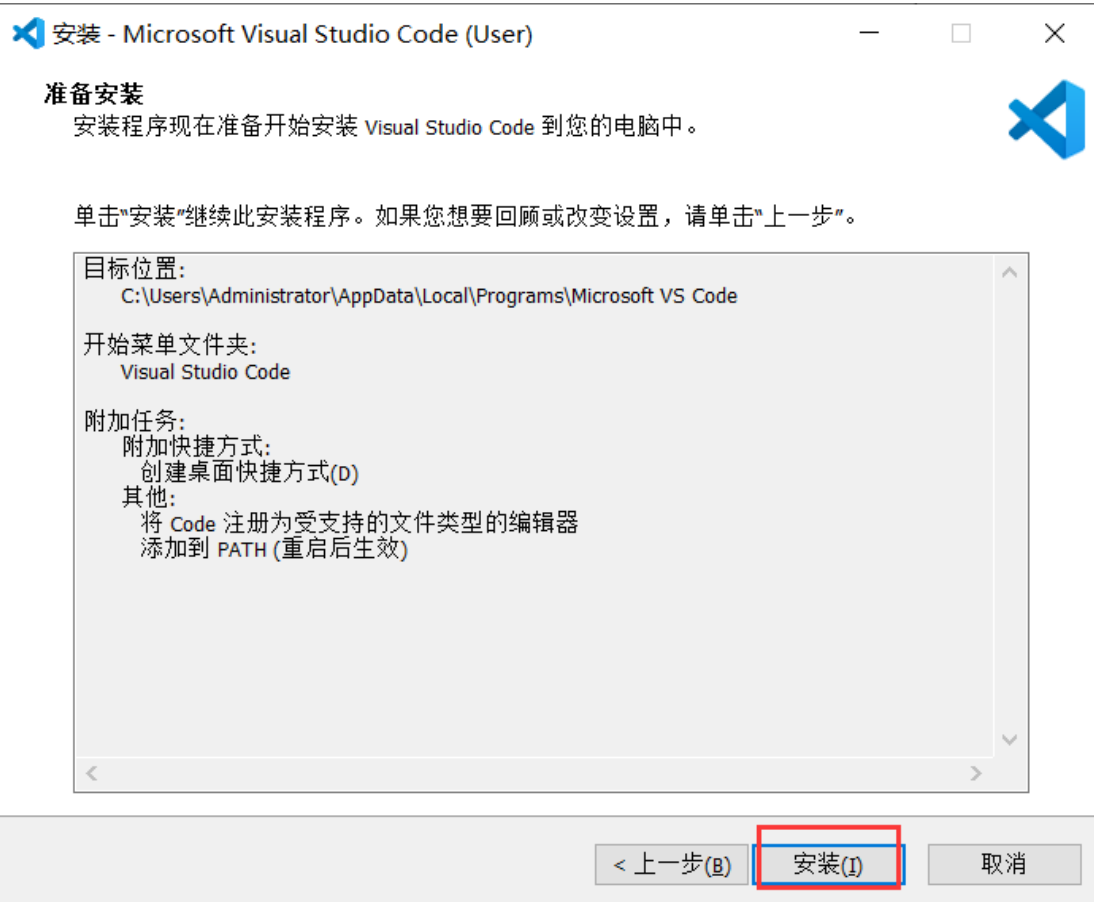 安装 - Microsoft Visual Studio Code (User)
准备安装
安装程序现在准备开始安装 Visual Studio Code 到您的电脑中。
单击“安装”继续此安装程序。如果您想要回顾或改变设置，请单击“上一步”。
目标位置:
C:\Users\Administrator\AppData\Local\Programs\Microsoft VS Code
开始菜单文件夹:
Visual Studio Code
附加任务:
附加快捷方式:
创建桌面快捷方式(D)
其他:
将 Code 注册为受支持的文件类型的编辑器
添加到 PATH (重启后生效)
< 上一步(B) 安装(I) 取消